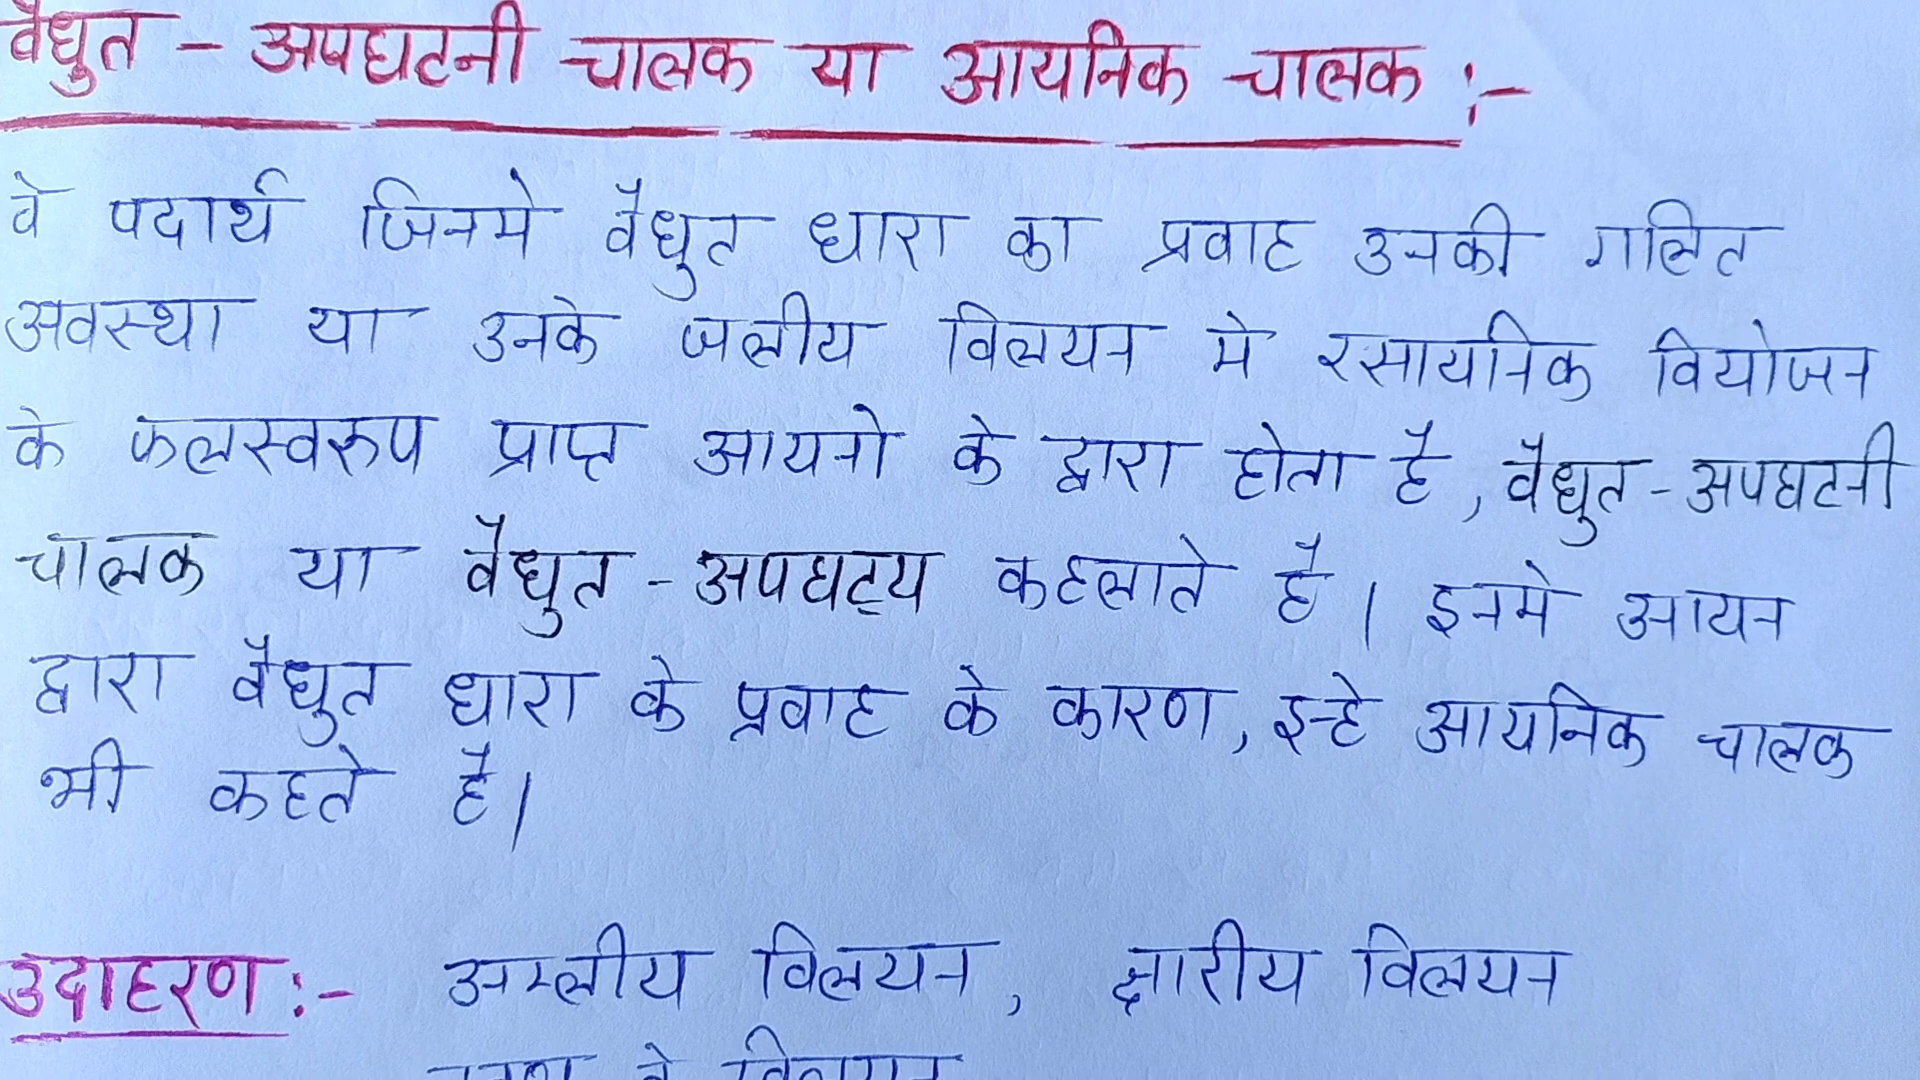 वैधुत - अपघटनी चालक या आयनिक चालक :-
वे पदार्थ जिनमे वैधुत धारा का प्रवाह उनकी गलित
अवस्था या उनके जलीय विलयन मे रसायनिक वियोजन
के फलस्वरुप प्राप्त आयनो के द्वारा होता है, वैधुत - अपघटनी
चालक या वैधुत - अपघट्य कहलाते है। इनमे आयन
द्वारा वैधुत धारा के प्रवाह के कारण, इन्हे आयनिक चालक
भी कहते है।
उदाहरण :- अम्लीय विलयन, क्षारीय विलयन